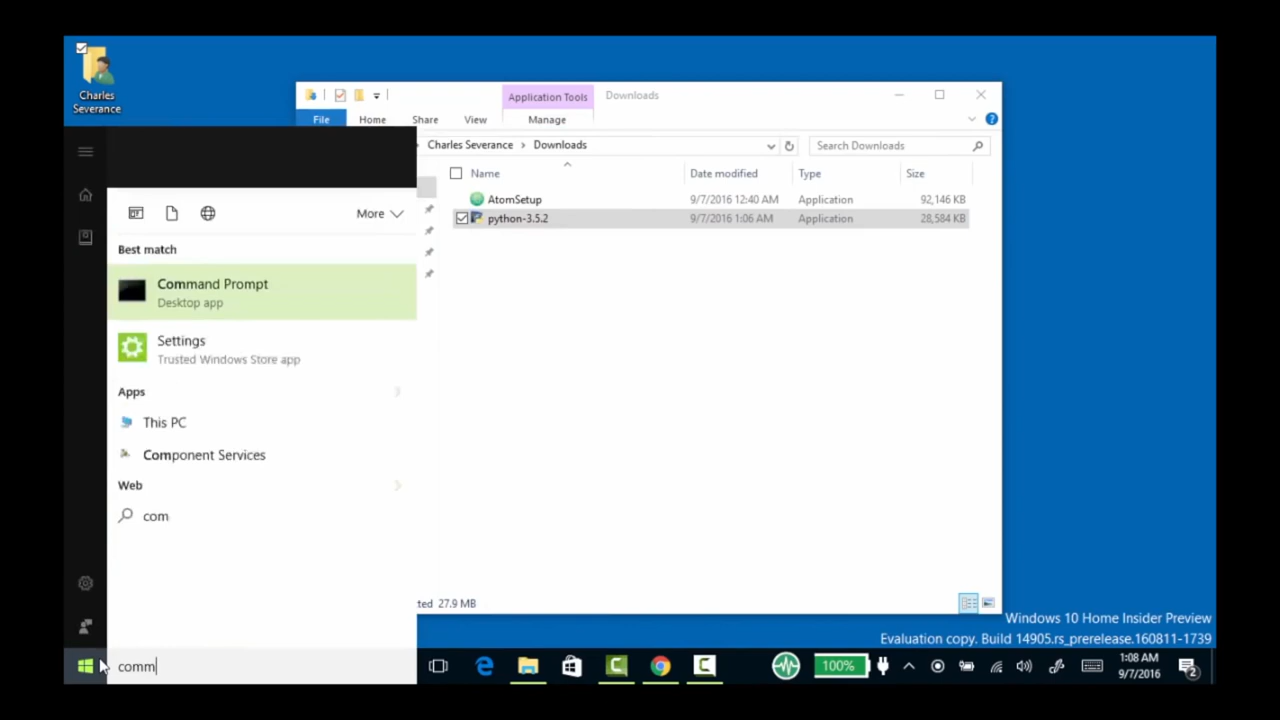 Charles
Severance
Application Tools
Downloads
File
Home
Share
View
Manage
Charles Severance > Downloads
Search Downloads
Name
Date modified
Type
Size
AtomSetup
9/7/2016 12:40 AM
Application
92,146 KB
python-3.5.2
9/7/2016 1:06 AM
Application
28,584 KB
More
Best match
Command Prompt
Desktop app
Settings
Trusted Windows Store app
Apps
This PC
Component Services
Web
com
cted 27.9 MB
Windows 10 Home Insider Preview
Evaluation copy. Build 14905.rs_prerelease.160811-1739
comm
100%
1:08 AM
9/7/2016
2